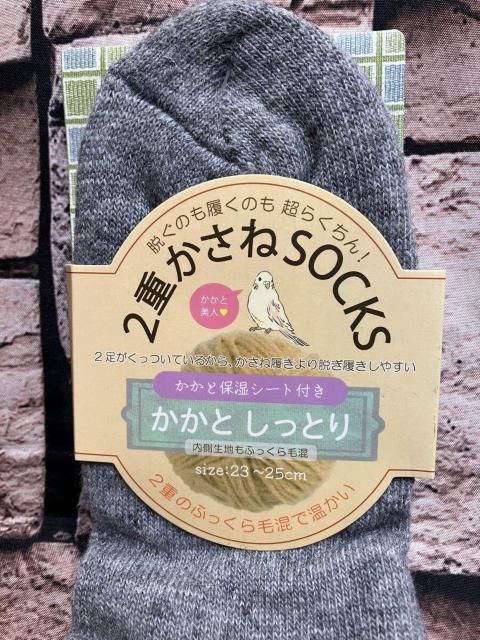 脱ぐのも履くのも 超らくちん!
2重かさねSOCKS
かかと
美人
2足がくっついているから、かさね履きより脱ぎ履きしやすい
かかと保湿シート付き
かかと しっとり
内側生地もふっくら毛混
size:23～25cm
2重のふっくら毛混で温かい